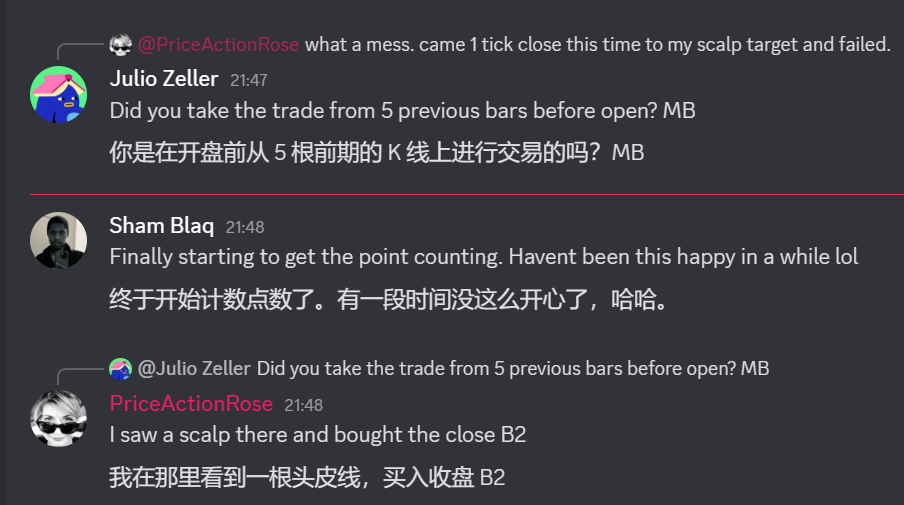 @PriceActionRose what a mess. came 1 tick close this time to my scalp target and failed.
Julio Zeller 21:47
Did you take the trade from 5 previous bars before open? MB
你是在开盘前从 5 根前期的 K 线上进行交易的吗？MB
Sham Blaq 21:48
Finally starting to get the point counting. Havent been this happy in a while lol
终于开始计数点数了。有一段时间没这么开心了，哈哈。
@Julio Zeller Did you take the trade from 5 previous bars before open? MB
PriceActionRose 21:48
I saw a scalp there and bought the close B2
我在那里看到一根头皮线，买入收盘 B2